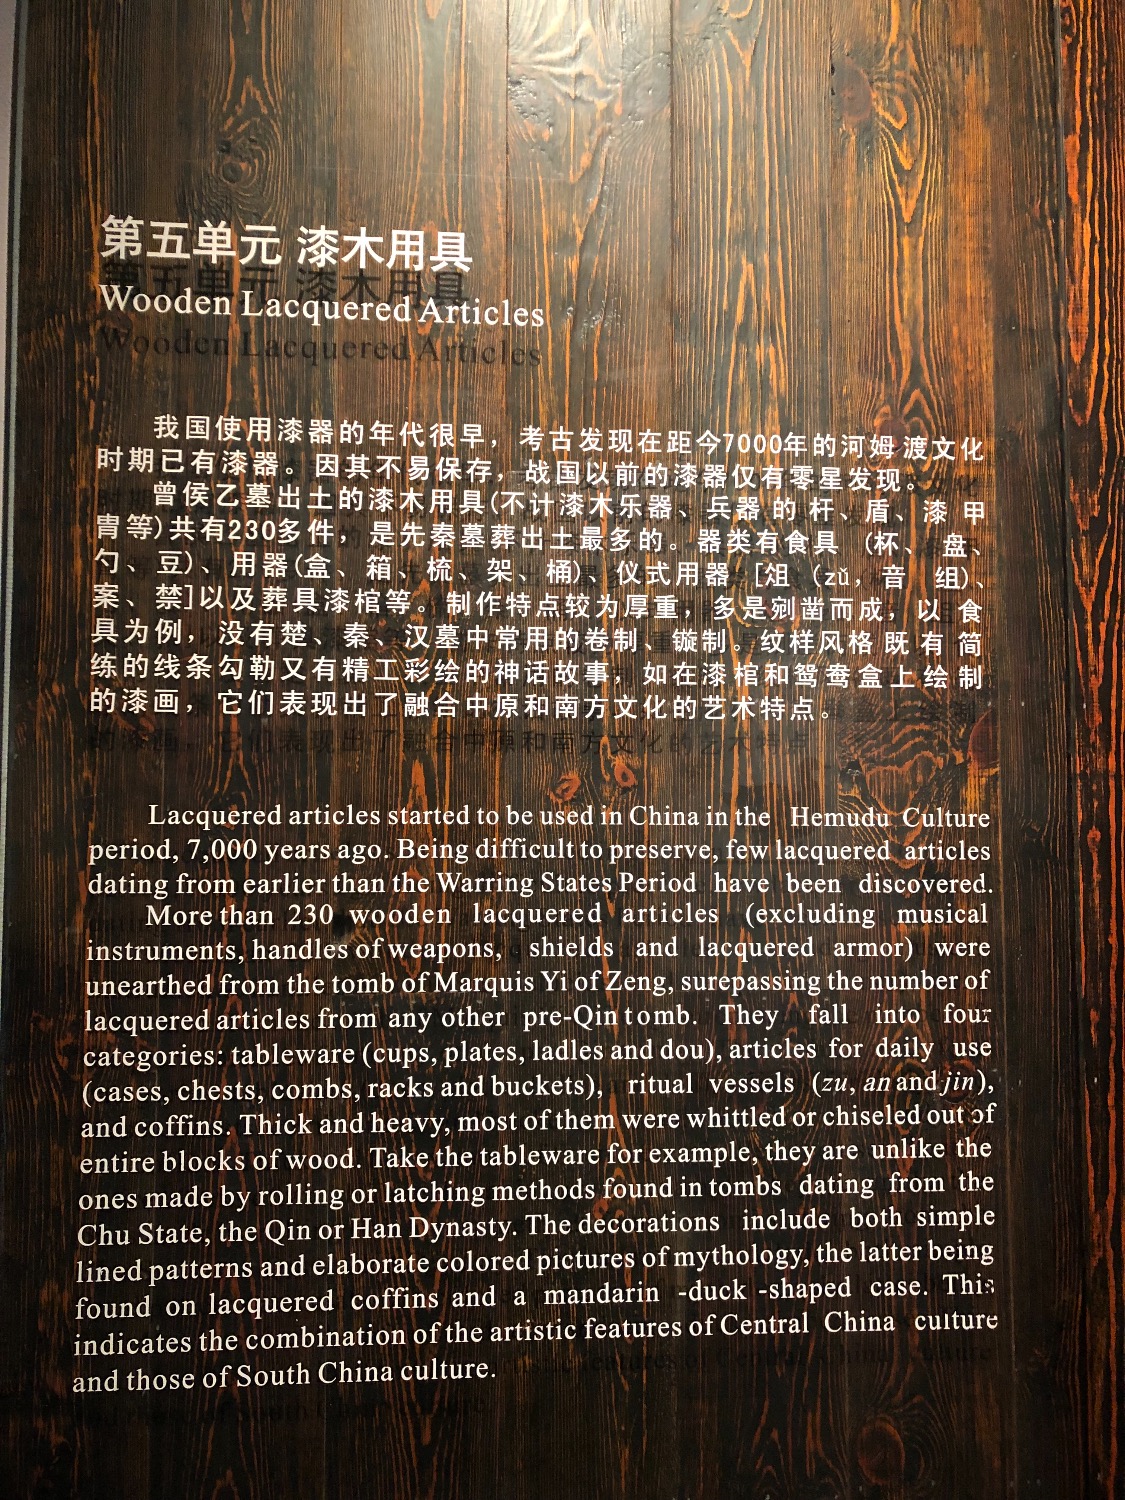 第五单元 漆木用具
Wooden Lacquered Articles
我国使用漆器的年代很早，考古发现在距今7000年的河姆渡文化
时期已有漆器。因其不易保存，战国以前的漆器仅有零星发现。
曾侯乙墓出土的漆木用具(不计漆木乐器、兵器的杆、盾、漆甲
胄等)共有230多件，是先秦墓葬出土最多的。器类有食具（杯、盘、
勺、豆)、用器(盒、箱、梳、架、桶)、仪式用器［俎（zǔ，音组)、
案、禁]以及葬具漆棺等。制作特点较为厚重，多是剜凿而成，以食
具为例，没有楚、秦、汉墓中常用的卷制、镟制。纹样风格既有简
练的线条勾勒又有精工彩绘的神话故事，如在漆棺和鸳鸯盒上绘制
的漆画，它们表现出了融合中原和南方文化的艺术特点。
Lacquered articles started to be used in China in the Hemudu Culture
period, 7,000 years ago. Being difficult to preserve, few lacquered articles
dating from earlier than the Warring States Period have been discovered.
More than 230 wooden lacquered articles (excluding musical
instruments, handles of weapons, shields and lacquered armor) were
unearthed from the tomb of Marquis Yi of Zeng, surepassing the number of
lacquered articles from any other pre-Qin tomb. They fall into four
categories: tableware (cups, plates, ladles and dou), articles for daily use
(cases, chests, combs, racks and buckets), ritual vessels (zu, an and jin),
and coffins. Thick and heavy, most of them were whittled or chiseled out of
entire blocks of wood. Take the tableware for example, they are unlike the
ones made by rolling or latching methods found in tombs dating from the
Chu State, the Qin or Han Dynasty. The decorations include both simple
lined patterns and elaborate colored pictures of mythology, the latter being
found on lacquered coffins and a mandarin -duck -shaped case. This
indicates the combination of the artistic features of Central China culture
and those of South China culture.